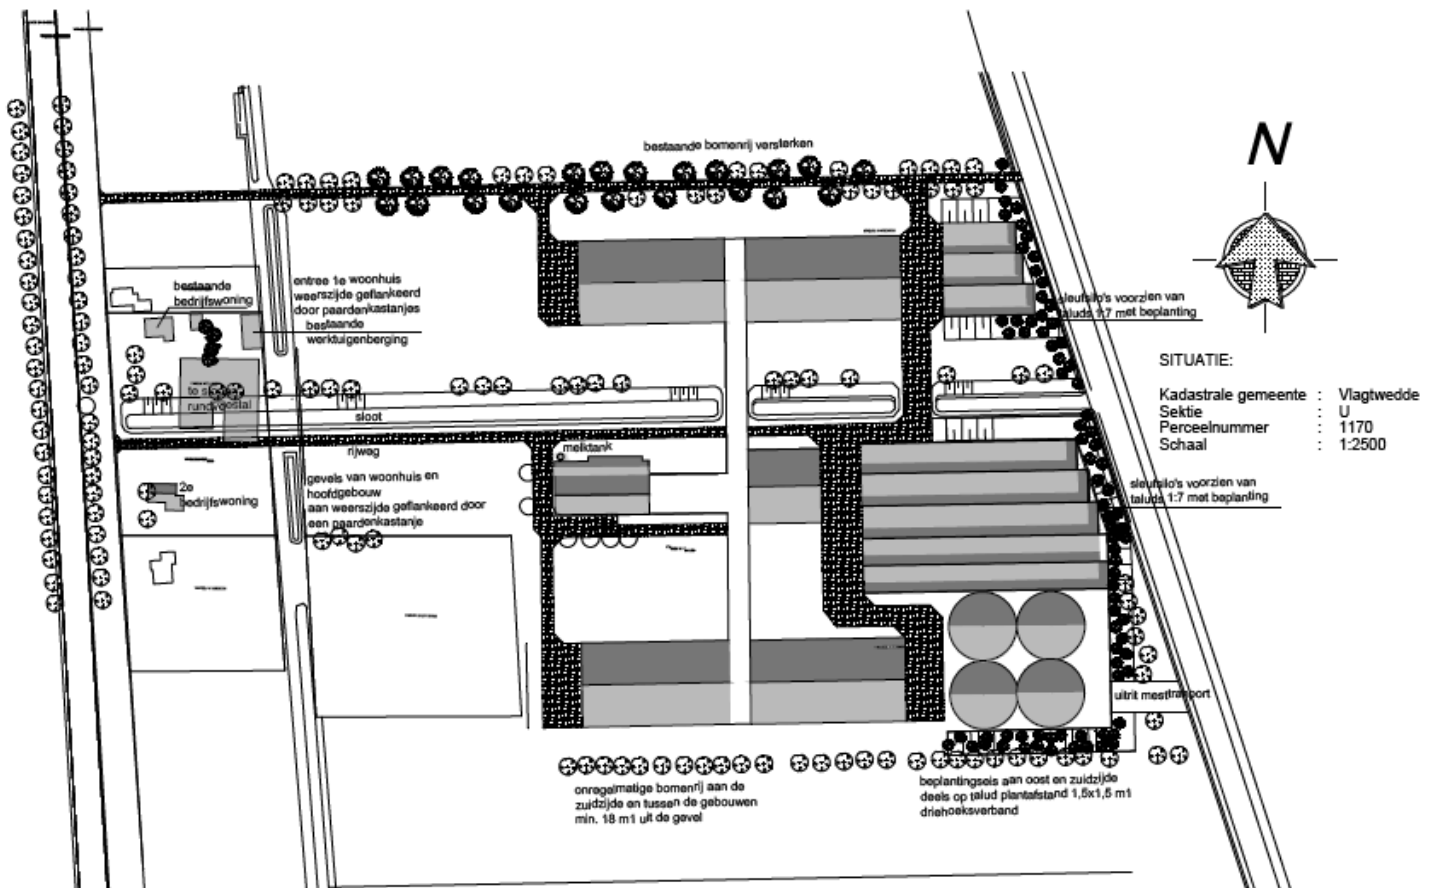 bestaande bomenrij versterken
N
bestaande
bedrijfswoning
entree 1e woonhuis
weerszijde geflankeerd
door paardenkastanjes
bestaande
werktuigenberging
sleufsilo's voorzien van
taluds 1:7 met beplanting
SITUATIE:
Kadastrale gemeente : Vlagtwedde
Sektie : U
Perceelnummer : 1170
Schaal : 1:2500
te
rundveestal
sloot
rijweg
melktank
gevels van woonhuis en
hoofdgebouw
aan weerszijde geflankeerd door
een paardenkastanje
2e
bedrijfswoning
sleufsilo's voorzien van
taluds 1:7 met beplanting
uitrit mesttransport
onregelmatige bomenrij aan de
zuidzijde en tussen de gebouwen
min. 18 m1 uit de gevel
beplantingseis aan oost en zuidzijde
deels op talud plantafstand 1,5x1,5 m1
driehoeksverband